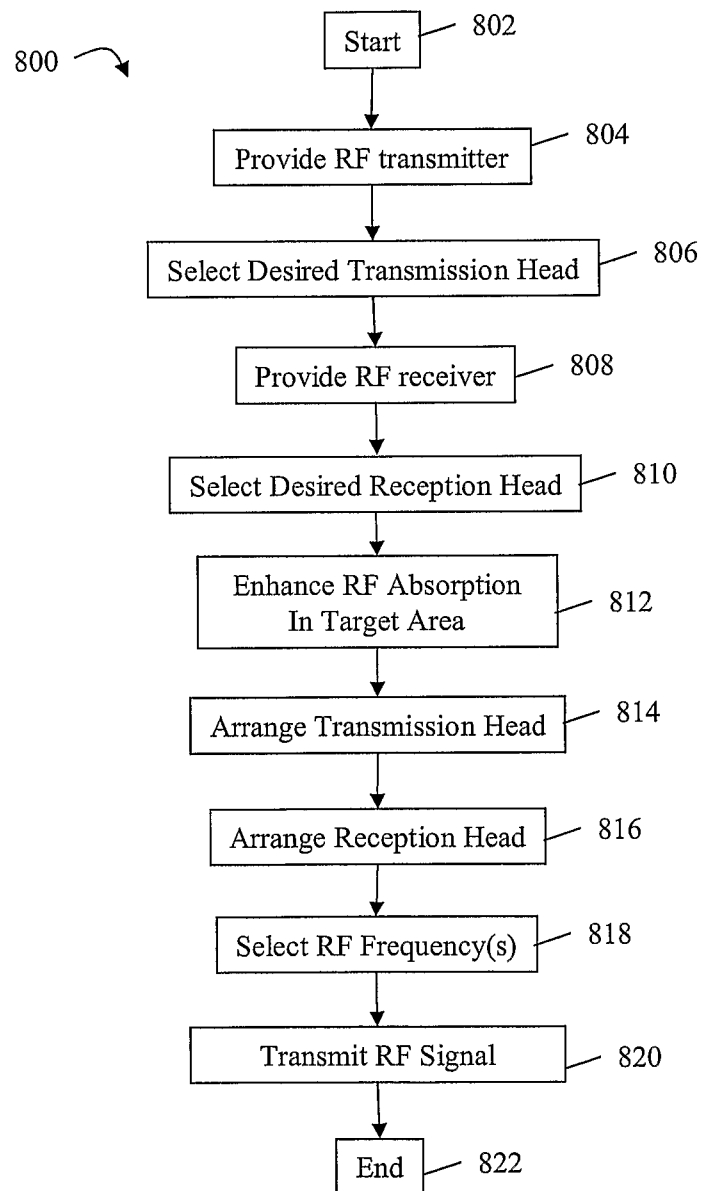 800
Start
802
Provide RF transmitter
804
Select Desired Transmission Head
806
Provide RF receiver
808
Select Desired Reception Head
810
Enhance RF Absorption
In Target Area
812
Arrange Transmission Head
814
Arrange Reception Head
816
Select RF Frequency(s)
818
Transmit RF Signal
820
End
822